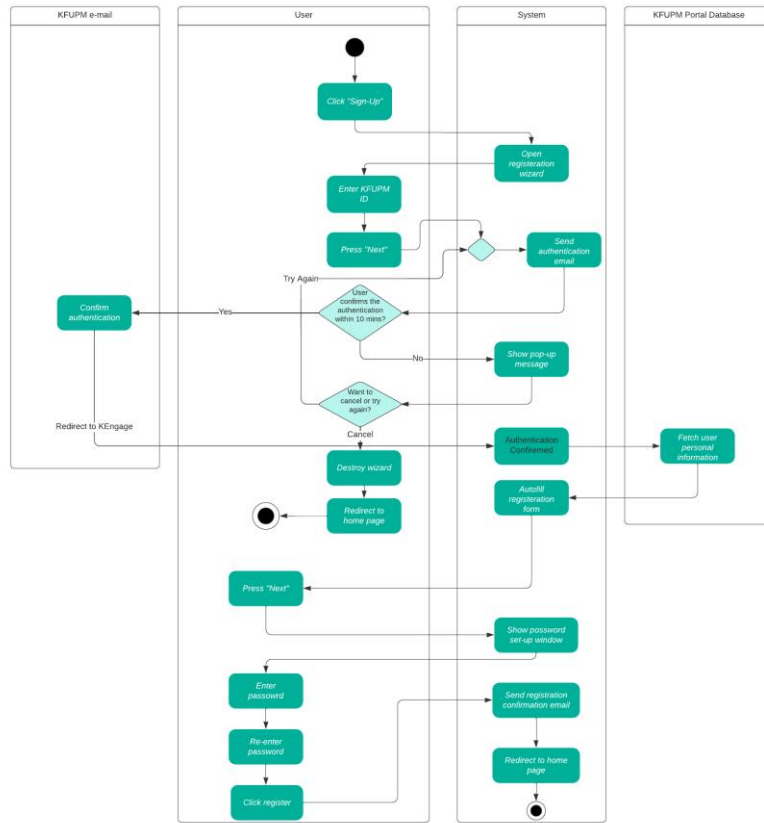 KFUPM e-mail
User
System
KFUPM Portal Database
Click "Sign-Up"
Open
registeration
wizard
Enter KFUPM
ID
Press "Next"
Send
authentication
email
Try Again
User
confirms the
authentication
within 10 mins?
Yes
Confirm
authentication
No
Show pop-up
message
Want to
cancel or try
again?
Cancel
Redirect to KEngage
Authentication
Confiremed
Fetch user
personal
information
Destroy wizard
Autofill
registeration
form
Redirect to
home page
Press "Next"
Show possword
set-up window
Enter
passowrd
Send registration
confirmation email
Re-enter
password
Redirect to home
page
Click register